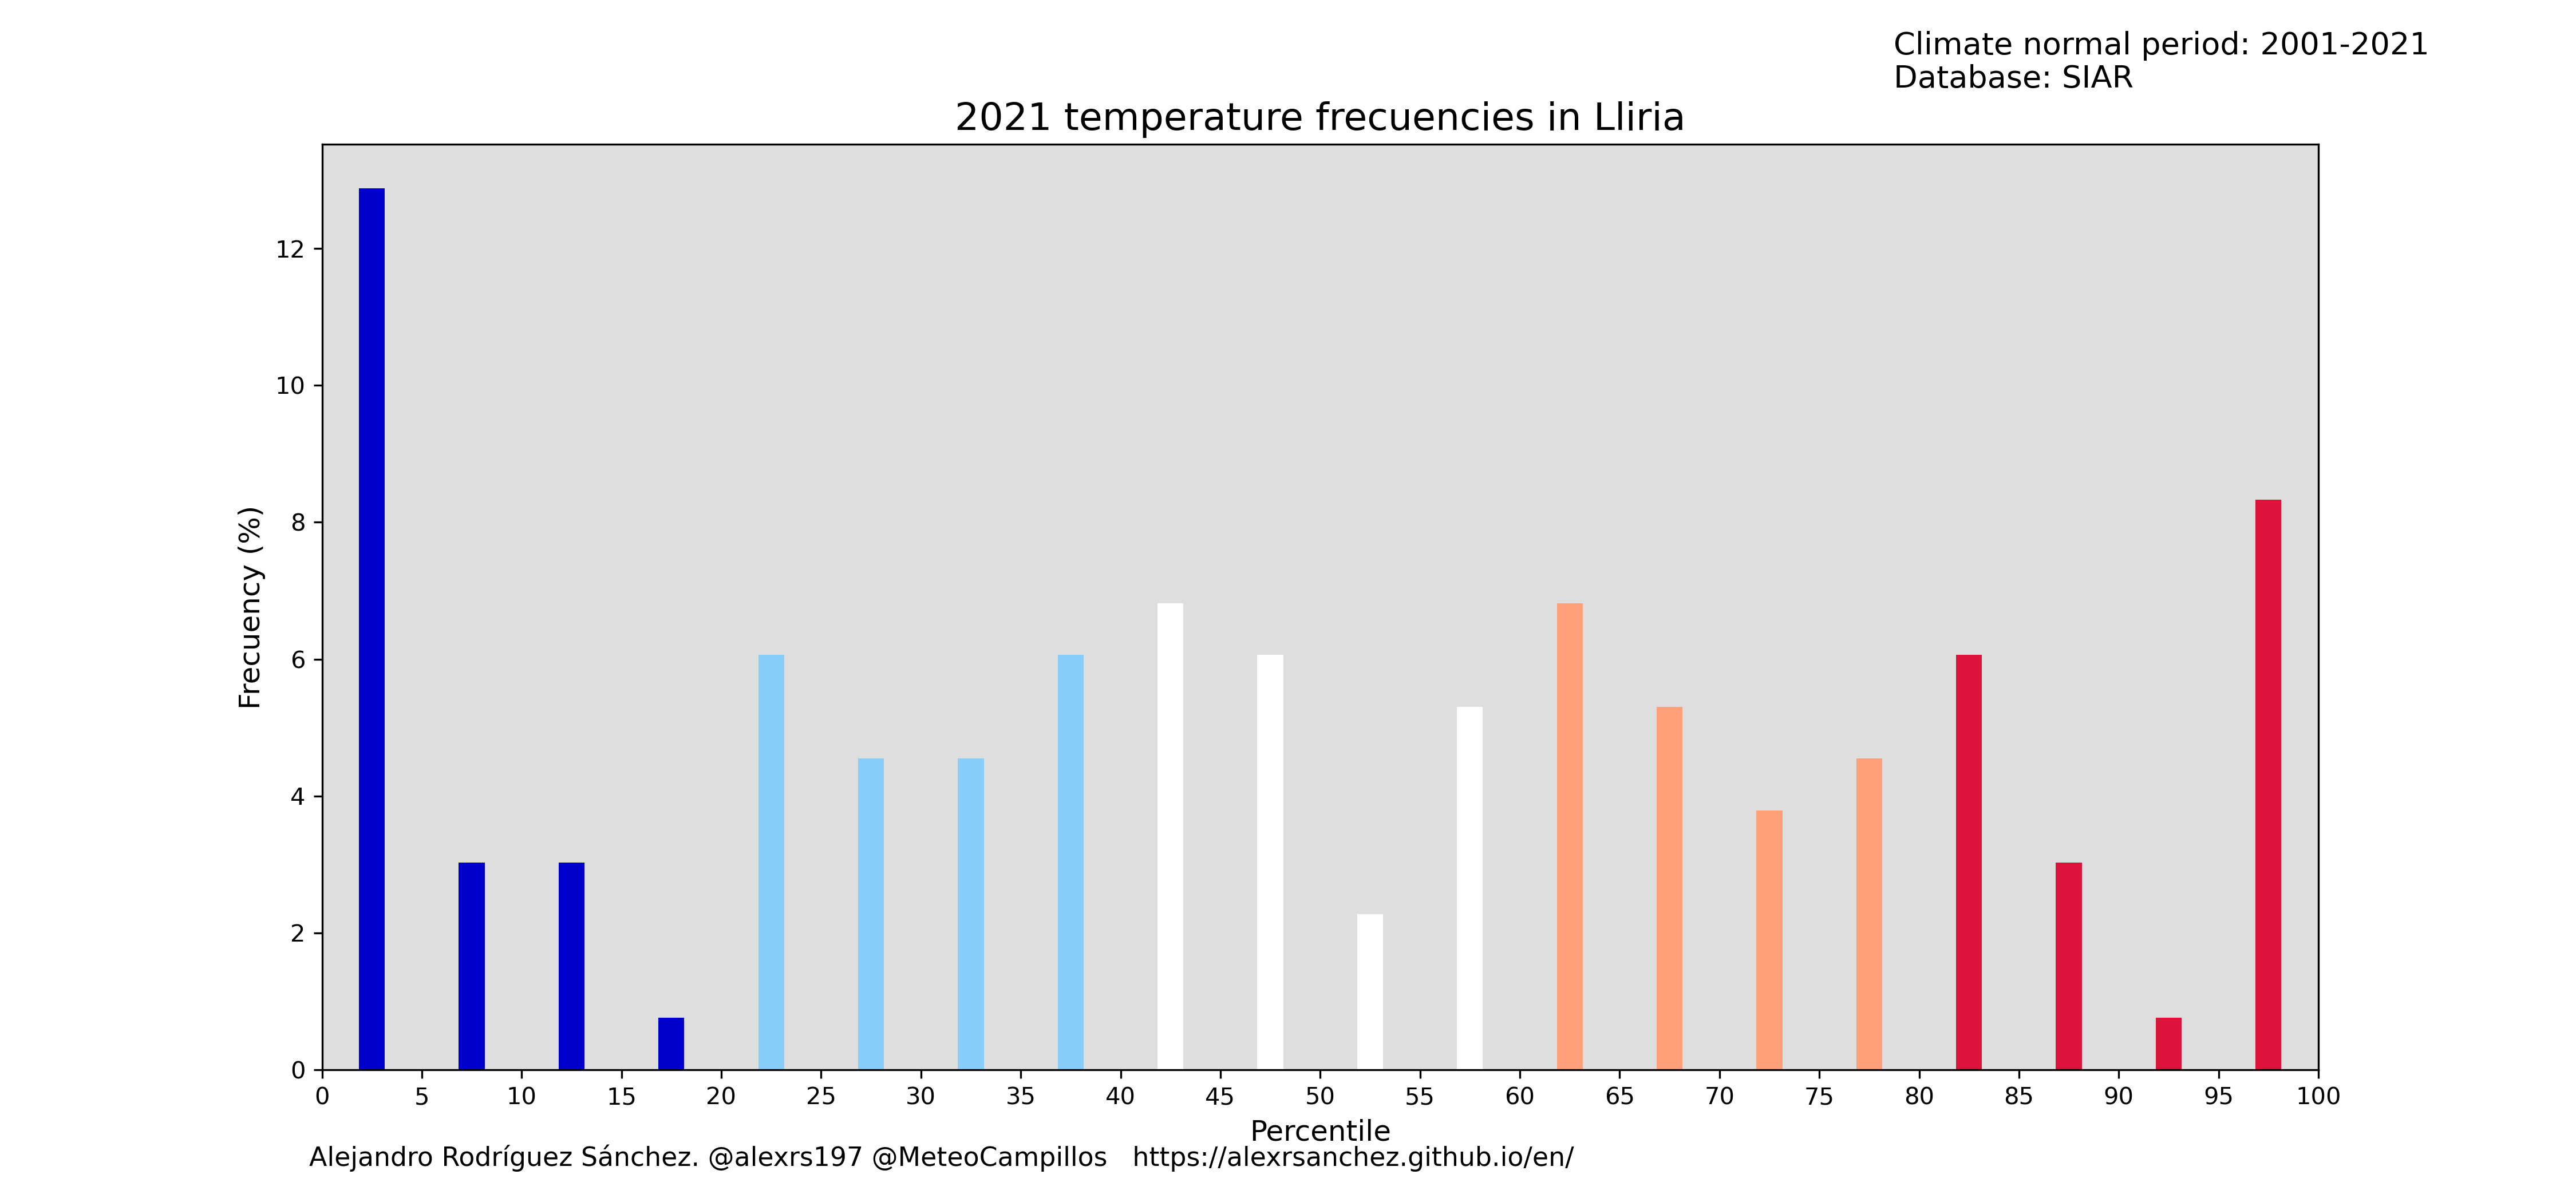 Climate normal period: 2001-2021
Database: SIAR
2021 temperature frecuencies in Lliria
Frecuency (%)
12
10
8
6
4
2
0
0 5 10 15 20 25 30 35 40 45 50 55 60 65 70 75 80 85 90 95 100
Percentile
Alejandro Rodríguez Sánchez. @alexrs197 @MeteoCampillos https://alexrsanchez.github.io/en/